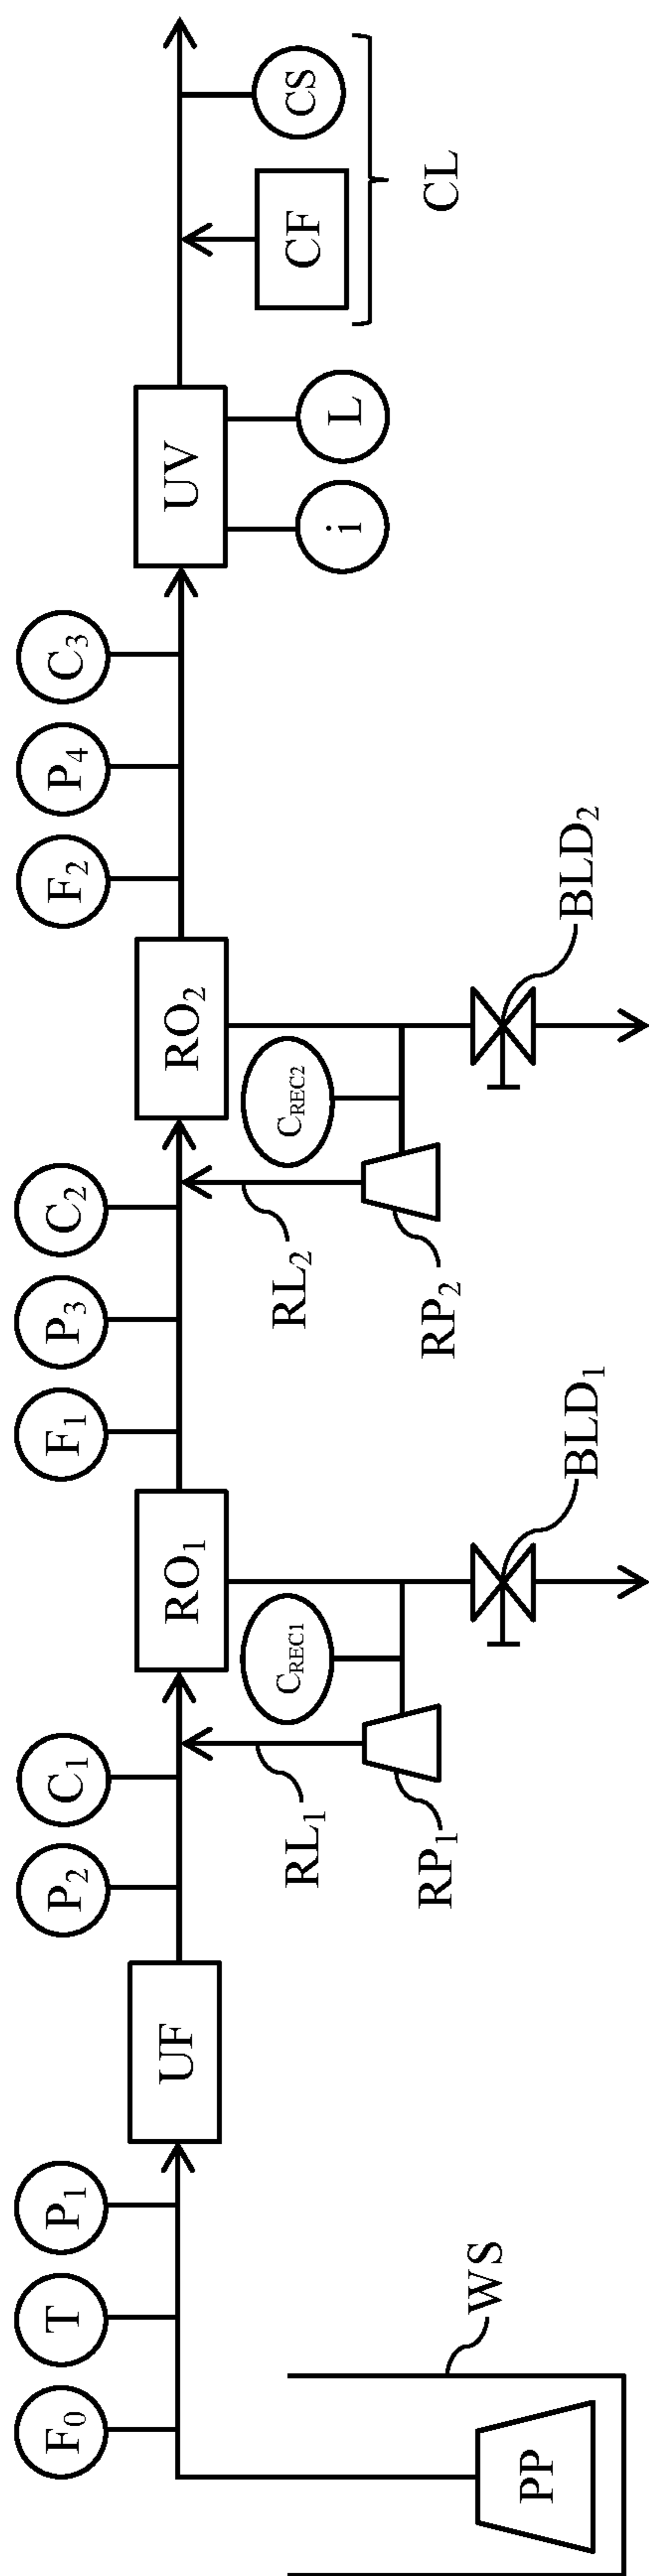 F0
T
P1
P2
C1
F1
P3
C2
F2
P4
C3
UF
RO1
RO2
UV
CREC1
CREC2
i
L
CF
CS
CL
RL1
RL2
RP1
RP2
BLD1
BLD2
WS
PP